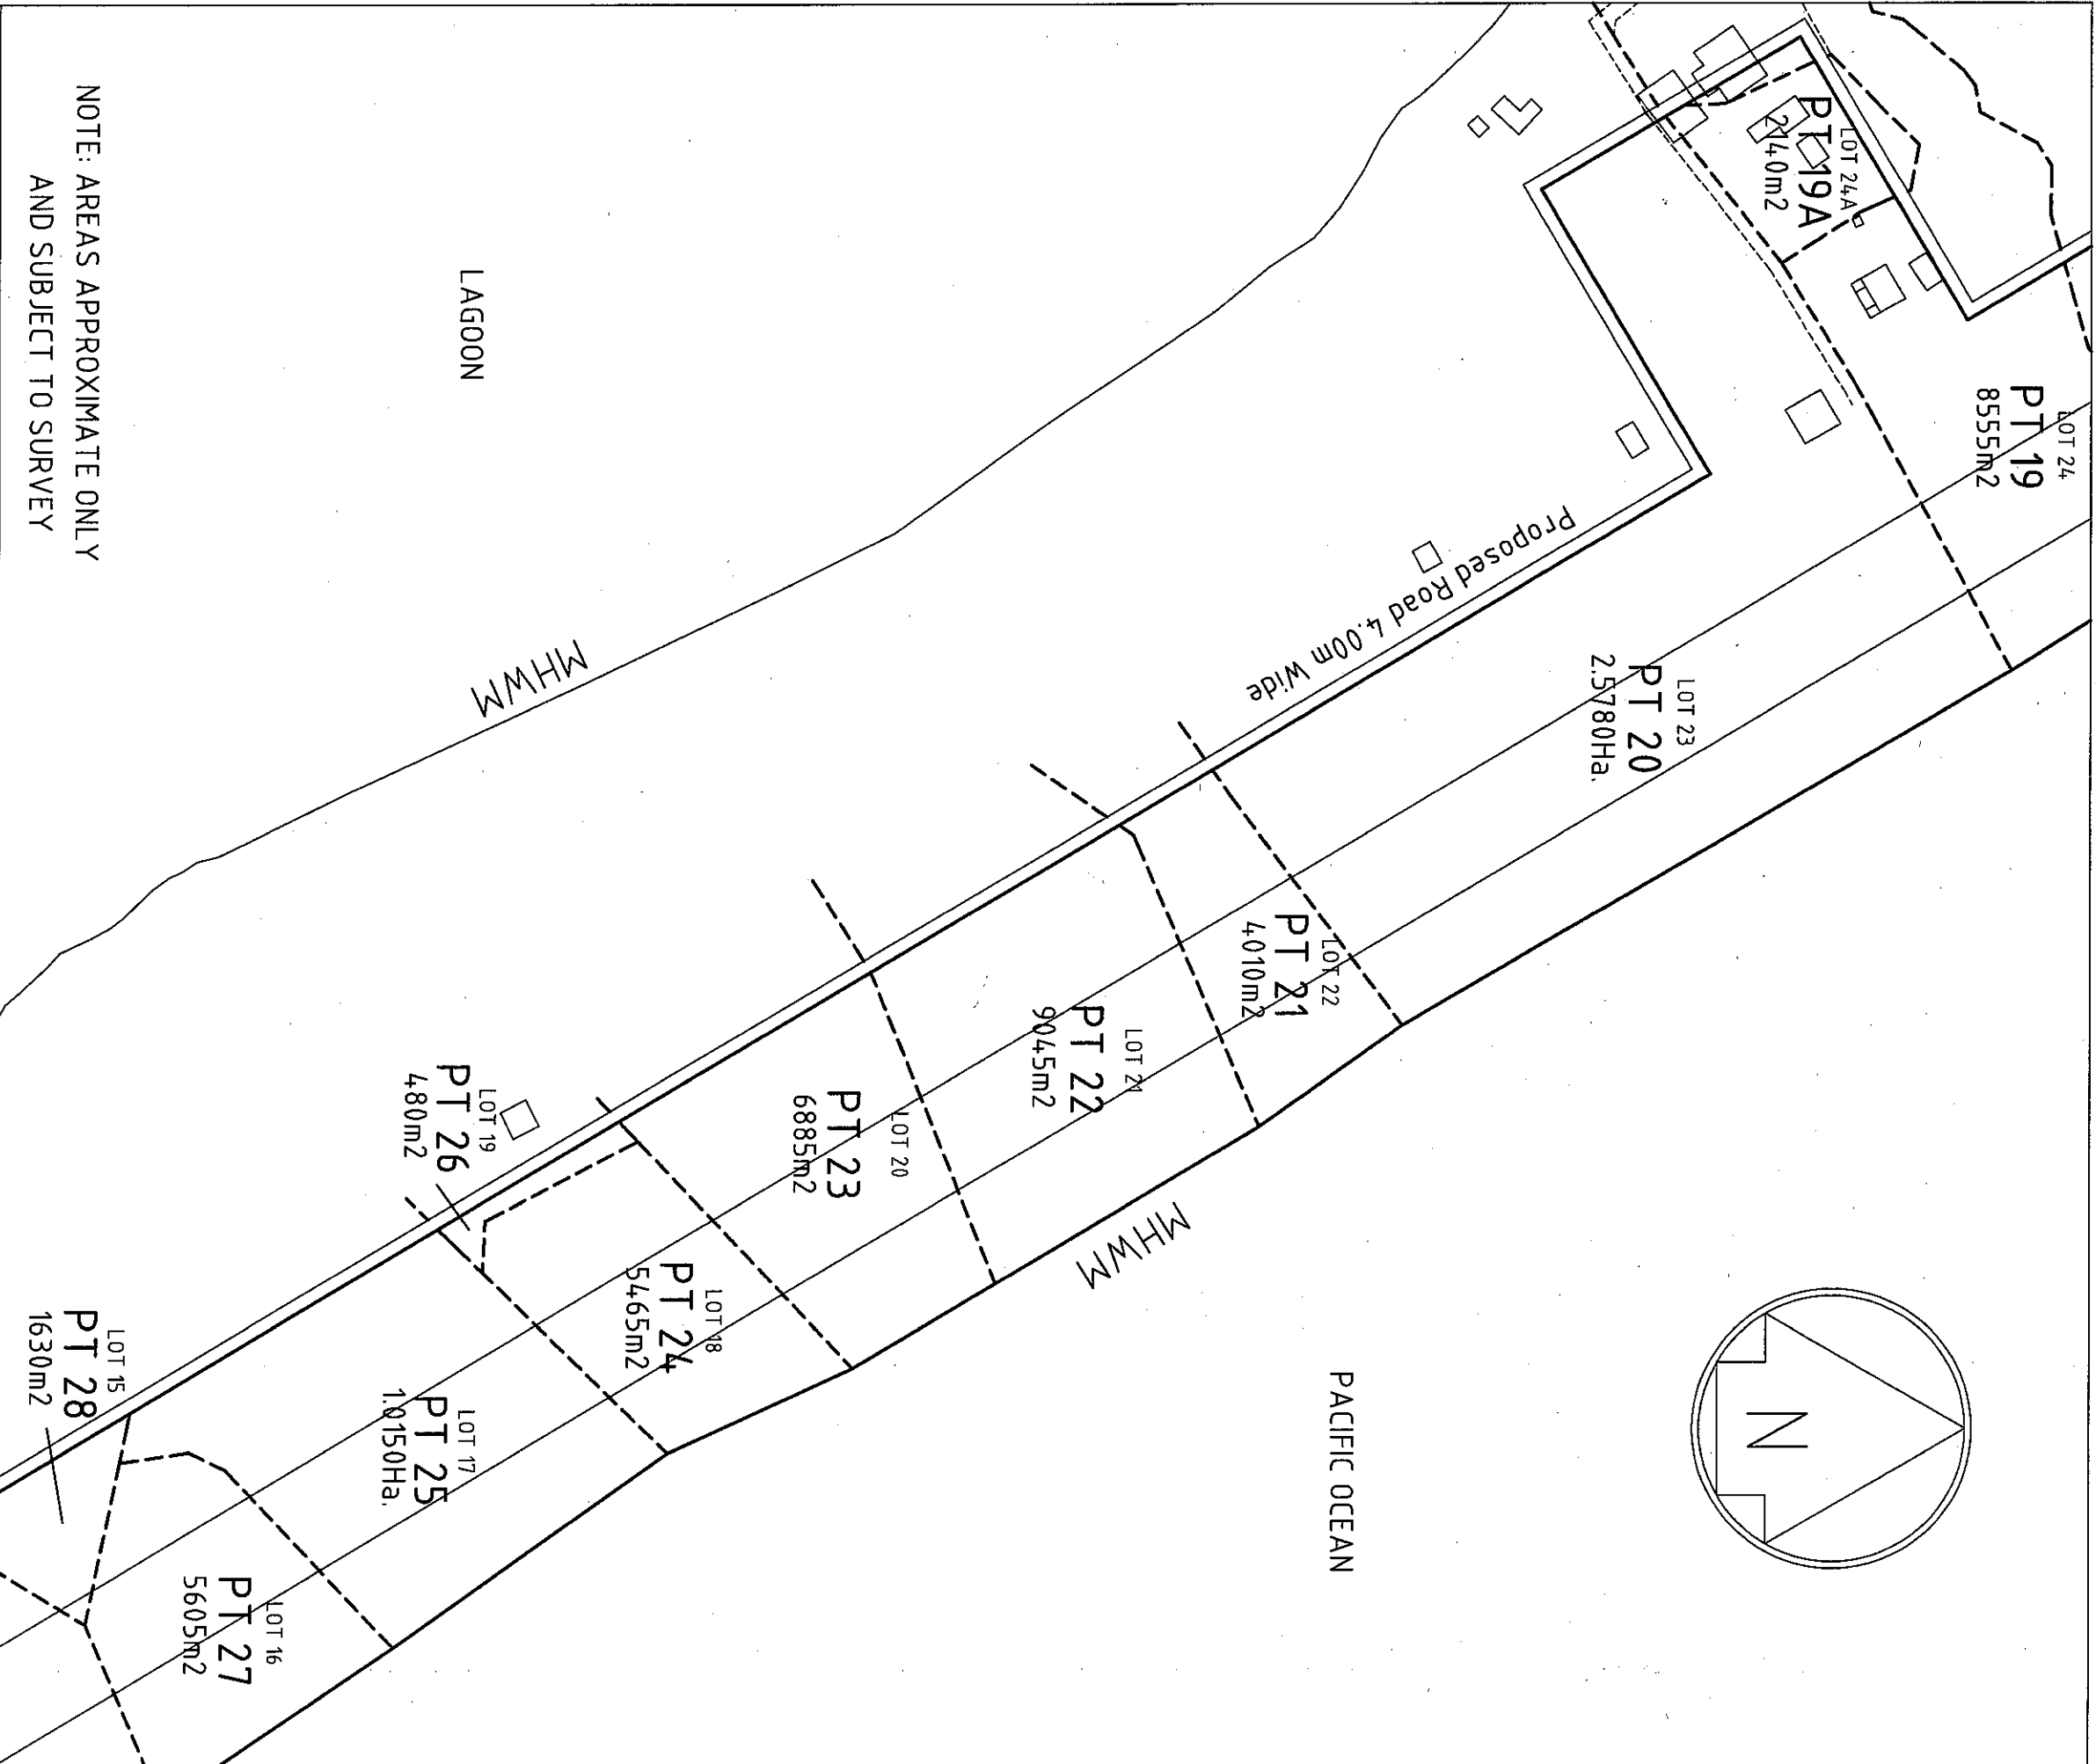 LOT 24A
PT 19A
2140m2
LOT 24
PT 19
8555m2
LOT 23
PT 20
2.5780Ha.
Proposed Road 4.00m Wide
LOT 22
PT 21
4010m2
LOT 21
PT 22
9045m2
LOT 20
PT 23
6885m2
LOT 18
PT 24
5465m2
LOT 19
PT 26
480m2
LOT 17
PT 25
1.0150Ha.
LOT 16
PT 27
5605m2
LOT 15
PT 28
1630m2
LAGOON
MHWM
MHWM
PACIFIC OCEAN
N
NOTE: AREAS APPROXIMATE ONLY
AND SUBJECT TO SURVEY